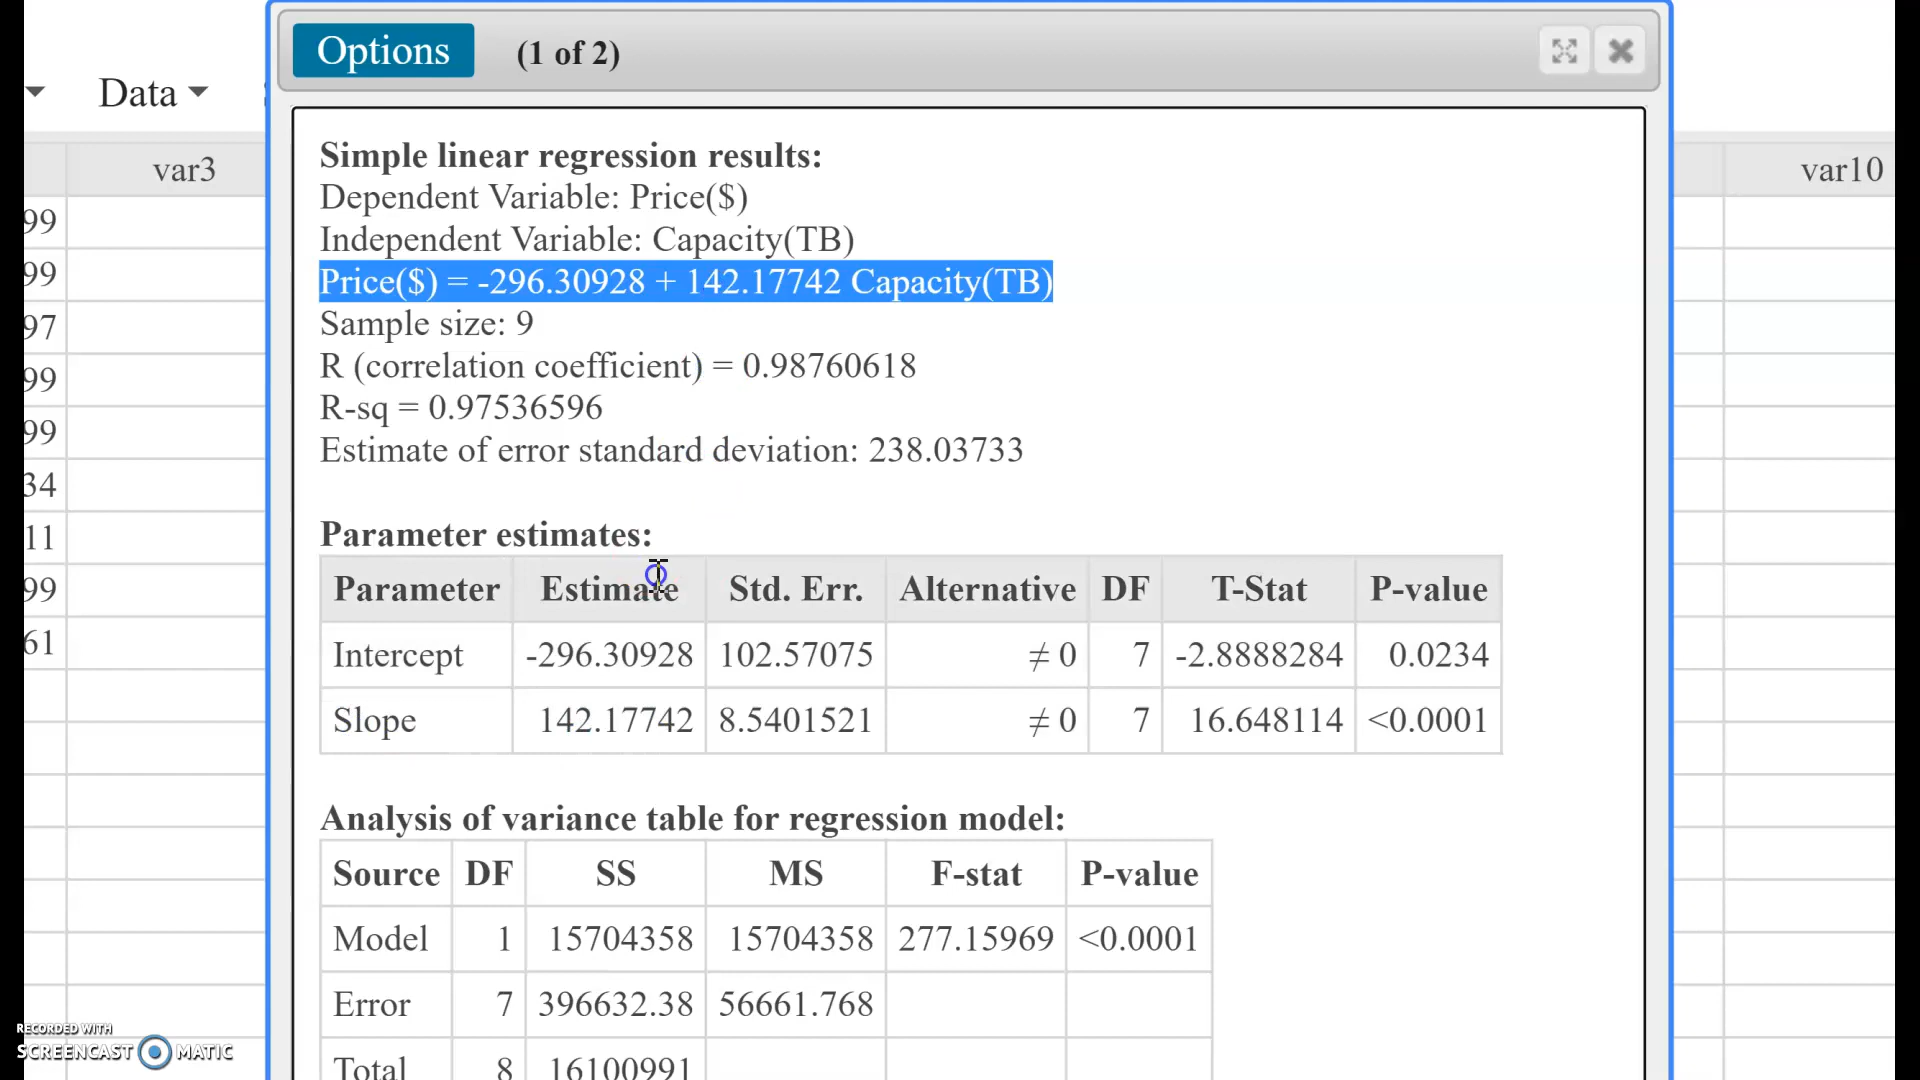 Options (1 of 2)
Data
var3
var10
99
99
97
99
99
34
11
99
61
Simple linear regression results:
Dependent Variable: Price($)
Independent Variable: Capacity(TB)
Price($) = -296.30928 + 142.17742 Capacity(TB)
Sample size: 9
R (correlation coefficient) = 0.98760618
R-sq = 0.97536596
Estimate of error standard deviation: 238.03733
Parameter estimates:
Parameter Estimate Std. Err. Alternative DF T-Stat P-value
Intercept -296.30928 102.57075 ≠ 0 7 -2.8888284 0.0234
Slope 142.17742 8.5401521 ≠ 0 7 16.648114 <0.0001
Analysis of variance table for regression model:
Source DF SS MS F-stat P-value
Model 1 15704358 15704358 277.15969 <0.0001
Error 7 396632.38 56661.768
Total 8 16100991
RECORDED WITH
SCREENCAST MATIC